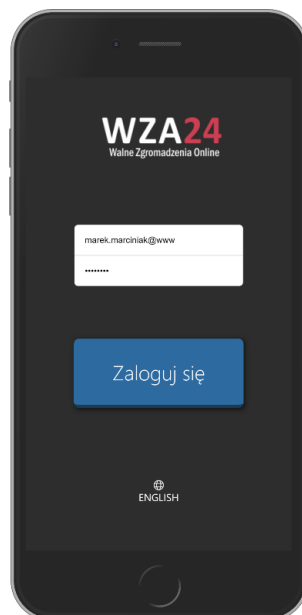 WZA24
Walne Zgromadzenia Online
marek.marciniak@www
••••••••
Zaloguj się
ENGLISH